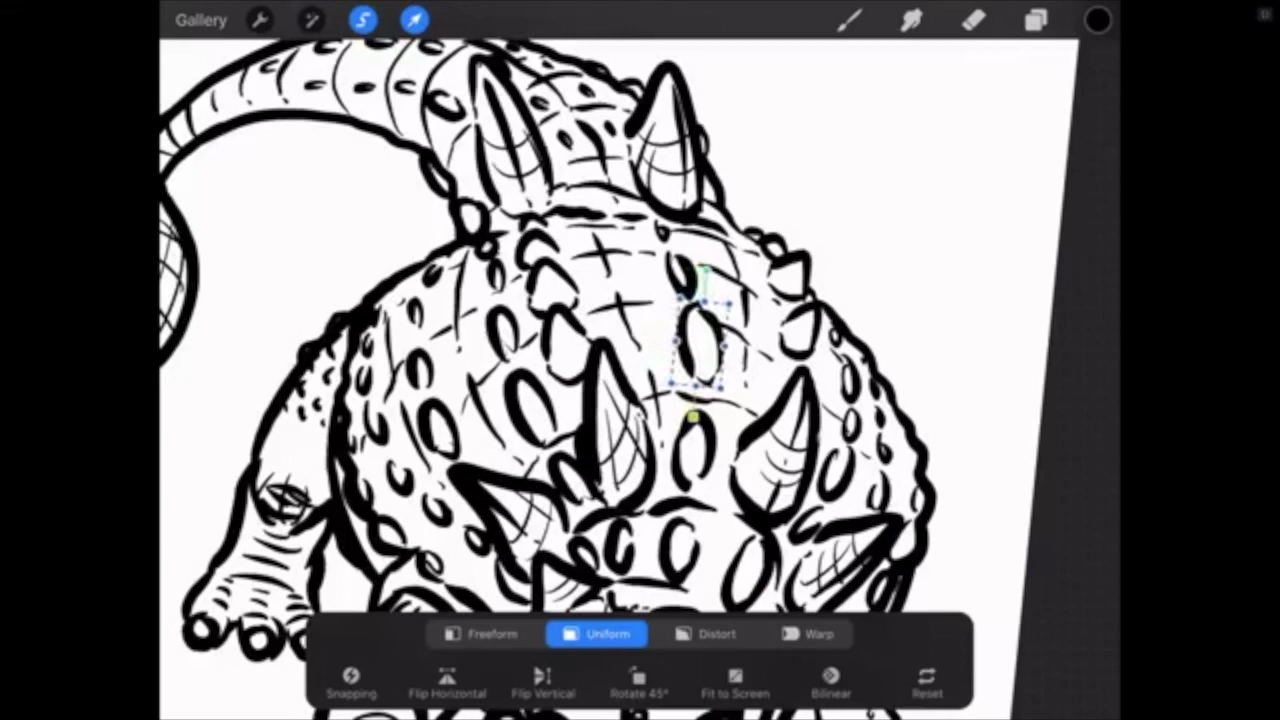 Gallery
Freeform Uniform Distort Warp
Snapping Flip Horizontal Flip Vertical Rotate 45° Fit to Screen Bilinear Reset